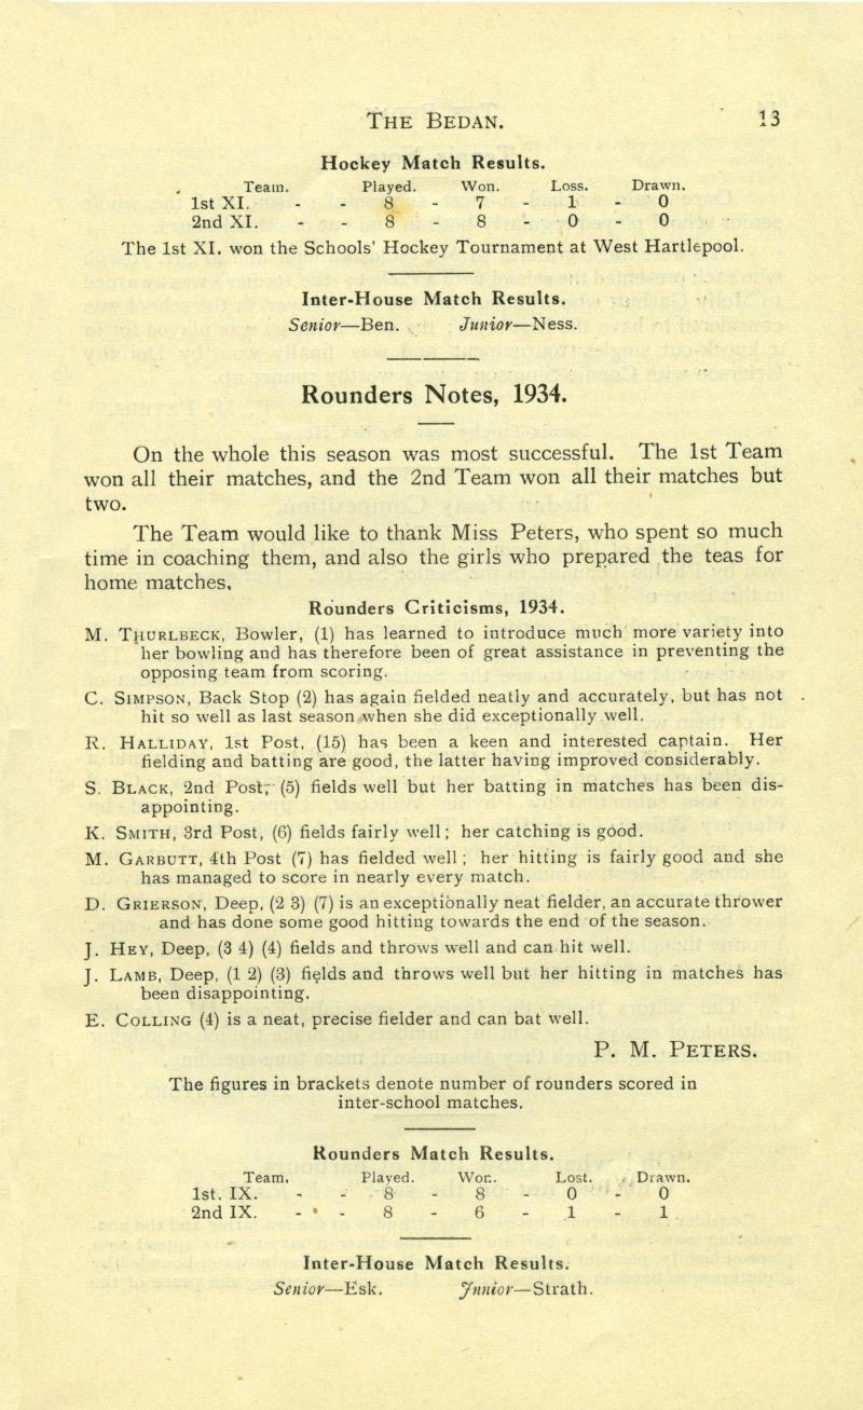 THE BEDAN. 13
Hockey Match Results.
Team. Played. Won. Loss. Drawn.
1st XI. - - 8 - 7 - 1 - 0
2nd XI. - - 8 - 8 - 0 - 0
The 1st XI. won the Schools' Hockey Tournament at West Hartlepool.
Inter-House Match Results.
Senior—Ben. Junior—Ness.
Rounders Notes, 1934.
On the whole this season was most successful. The 1st Team
won all their matches, and the 2nd Team won all their matches but
two.
The Team would like to thank Miss Peters, who spent so much
time in coaching them, and also the girls who prepared the teas for
home matches,
Rounders Criticisms, 1934.
M. THURLBECK, Bowler, (1) has learned to introduce much more variety into
her bowling and has therefore been of great assistance in preventing the
opposing team from scoring.
C. SIMPSON, Back Stop (2) has again fielded neatly and accurately, but has not
hit so well as last season when she did exceptionally well.
R. HALLIDAY, 1st Post, (15) has been a keen and interested captain. Her
fielding and batting are good, the latter having improved considerably.
S. BLACK, 2nd Post, (5) fields well but her batting in matches has been dis-
appointing.
K. SMITH, 3rd Post, (6) fields fairly well; her catching is good.
M. GARBUTT, 4th Post (7) has fielded well; her hitting is fairly good and she
has managed to score in nearly every match.
D. GRIERSON, Deep, (2 3) (7) is an exceptionally neat fielder, an accurate thrower
and has done some good hitting towards the end of the season.
J. HEY, Deep, (3 4) (4) fields and throws well and can hit well.
J. LAMB, Deep, (1 2) (3) fields and throws well but her hitting in matches has
been disappointing.
E. COLLING (4) is a neat, precise fielder and can bat well.
P. M. PETERS.
The figures in brackets denote number of rounders scored in
inter-school matches.
Rounders Match Results.
Team. Played. Won. Lost. Drawn.
1st. IX. - - 8 - 8 - 0 - 0
2nd IX. - - 8 - 6 - 1 - 1
Inter-House Match Results.
Senior—Esk. Jnnior—Strath.